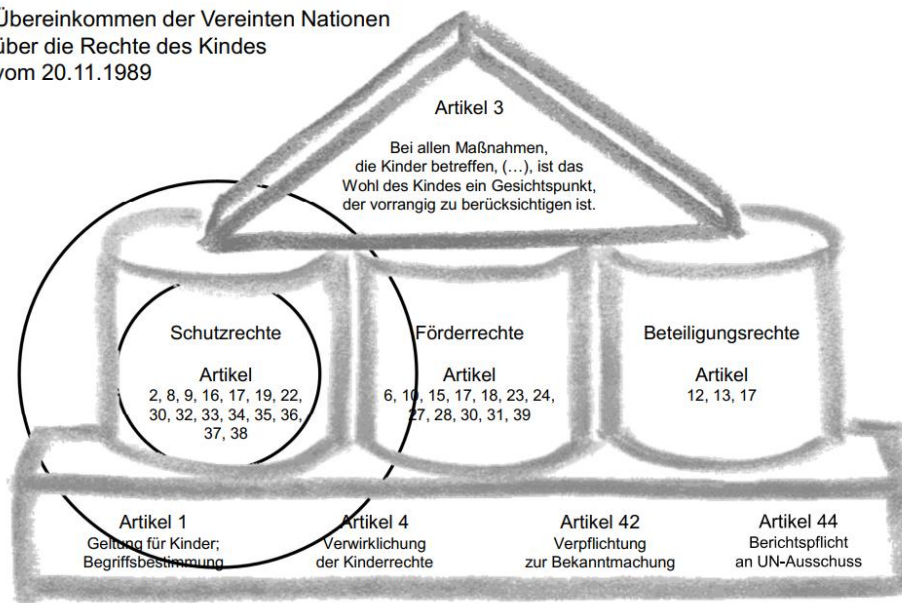 Übereinkommen der Vereinten Nationen
über die Rechte des Kindes
vom 20.11.1989
Artikel 3
Bei allen Maßnahmen,
die Kinder betreffen, (…), ist das
Wohl des Kindes ein Gesichtspunkt,
der vorrangig zu berücksichtigen ist.
Schutzrechte
Artikel
2, 8, 9, 16, 17, 19, 22,
30, 32, 33, 34, 35, 36,
37, 38
Förderrechte
Artikel
6, 10, 15, 17, 18, 23, 24,
27, 28, 30, 31, 39
Beteiligungsrechte
Artikel
12, 13, 17
Artikel 1
Geltung für Kinder;
Begriffsbestimmung
Artikel 4
Verwirklichung
der Kinderrechte
Artikel 42
Verpflichtung
zur Bekanntmachung
Artikel 44
Berichtspflicht
an UN-Ausschuss